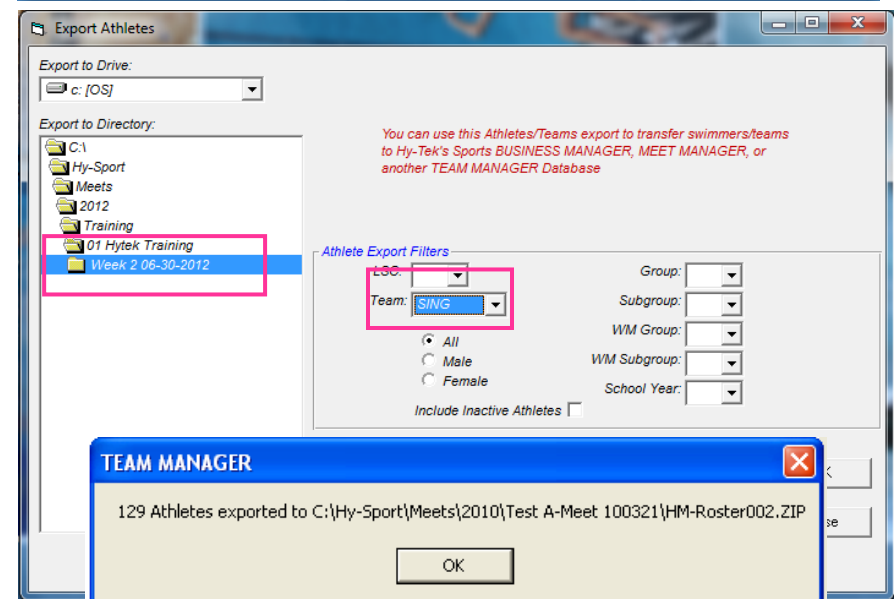 Export Athletes
Export to Drive:
c: [OS]
Export to Directory:
C:\
Hy-Sport
Meets
2012
Training
01 Hytek Training
Week 2 06-30-2012
You can use this Athletes/Teams export to transfer swimmers/teams
to Hy-Tek's Sports BUSINESS MANAGER, MEET MANAGER, or
another TEAM MANAGER Database
Athlete Export Filters
LSC:
Team: SING
All
Male
Female
Include Inactive Athletes
Group:
Subgroup:
WM Group:
WM Subgroup:
School Year:
TEAM MANAGER
129 Athletes exported to C:\Hy-Sport\Meets\2010\Test A-Meet 100321\HM-Roster002.ZIP
OK